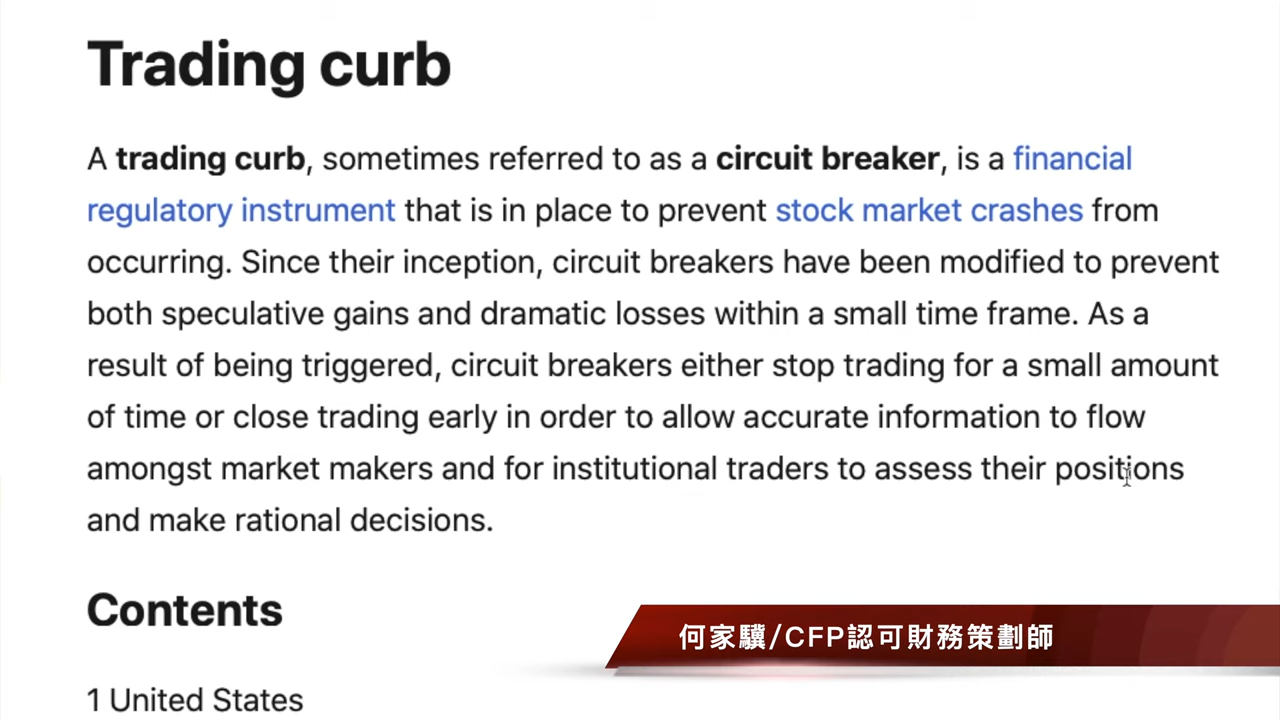 Trading curb
A trading curb, sometimes referred to as a circuit breaker, is a financial
regulatory instrument that is in place to prevent stock market crashes from
occurring. Since their inception, circuit breakers have been modified to prevent
both speculative gains and dramatic losses within a small time frame. As a
result of being triggered, circuit breakers either stop trading for a small amount
of time or close trading early in order to allow accurate information to flow
amongst market makers and for institutional traders to assess their positions
and make rational decisions.
Contents
何家驥/CFP認可財務策劃師
1 United States